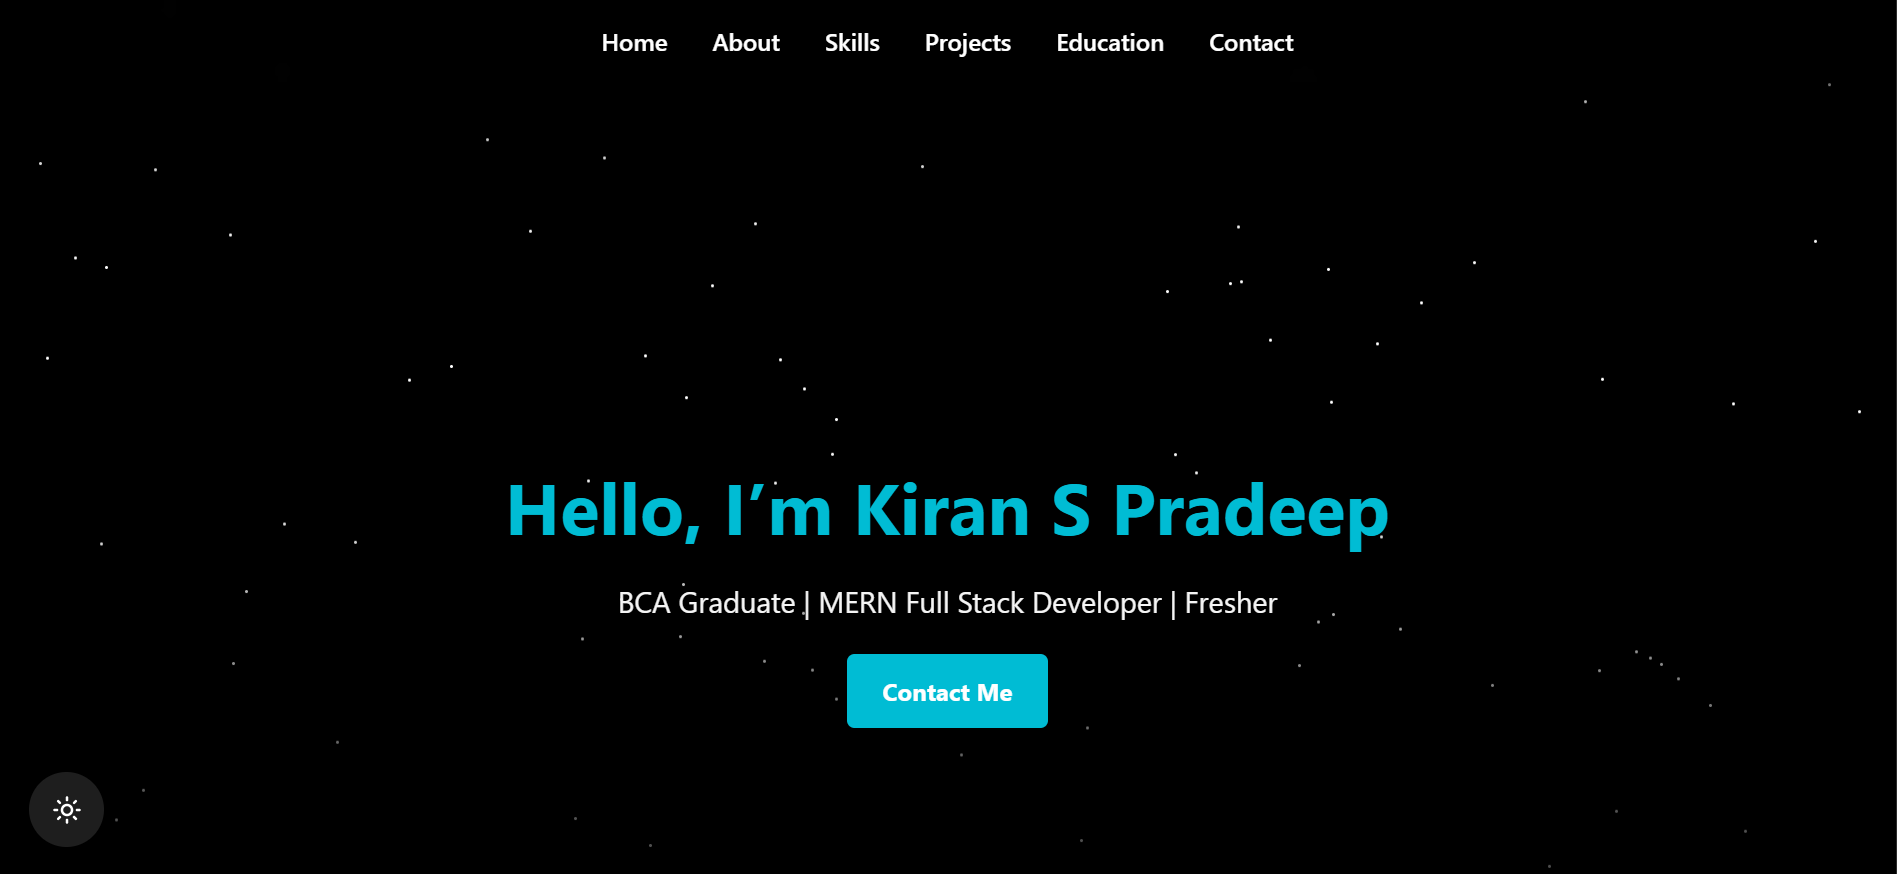 Home About Skills Projects Education Contact
Hello, I’m Kiran S Pradeep
BCA Graduate | MERN Full Stack Developer | Fresher
Contact Me